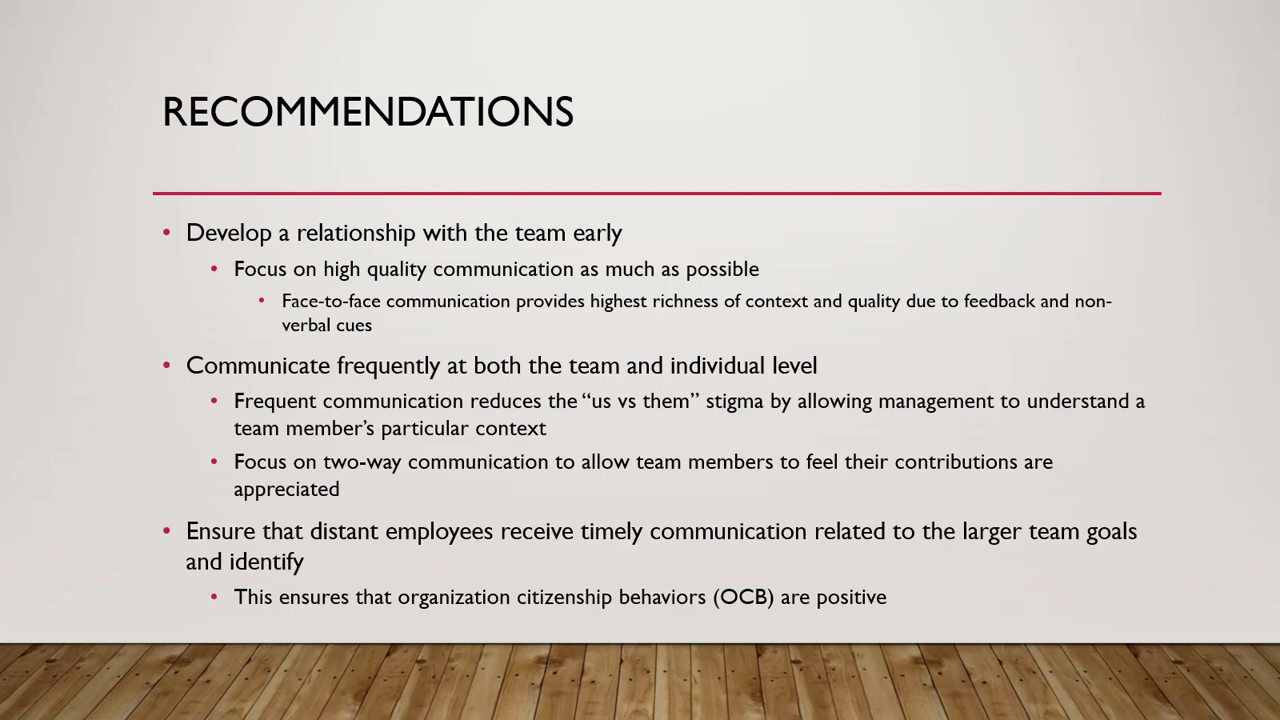 RECOMMENDATIONS
• Develop a relationship with the team early
• Focus on high quality communication as much as possible
• Face-to-face communication provides highest richness of context and quality due to feedback and non-
verbal cues
• Communicate frequently at both the team and individual level
• Frequent communication reduces the “us vs them” stigma by allowing management to understand a
team member’s particular context
• Focus on two-way communication to allow team members to feel their contributions are
appreciated
• Ensure that distant employees receive timely communication related to the larger team goals
and identify
• This ensures that organization citizenship behaviors (OCB) are positive